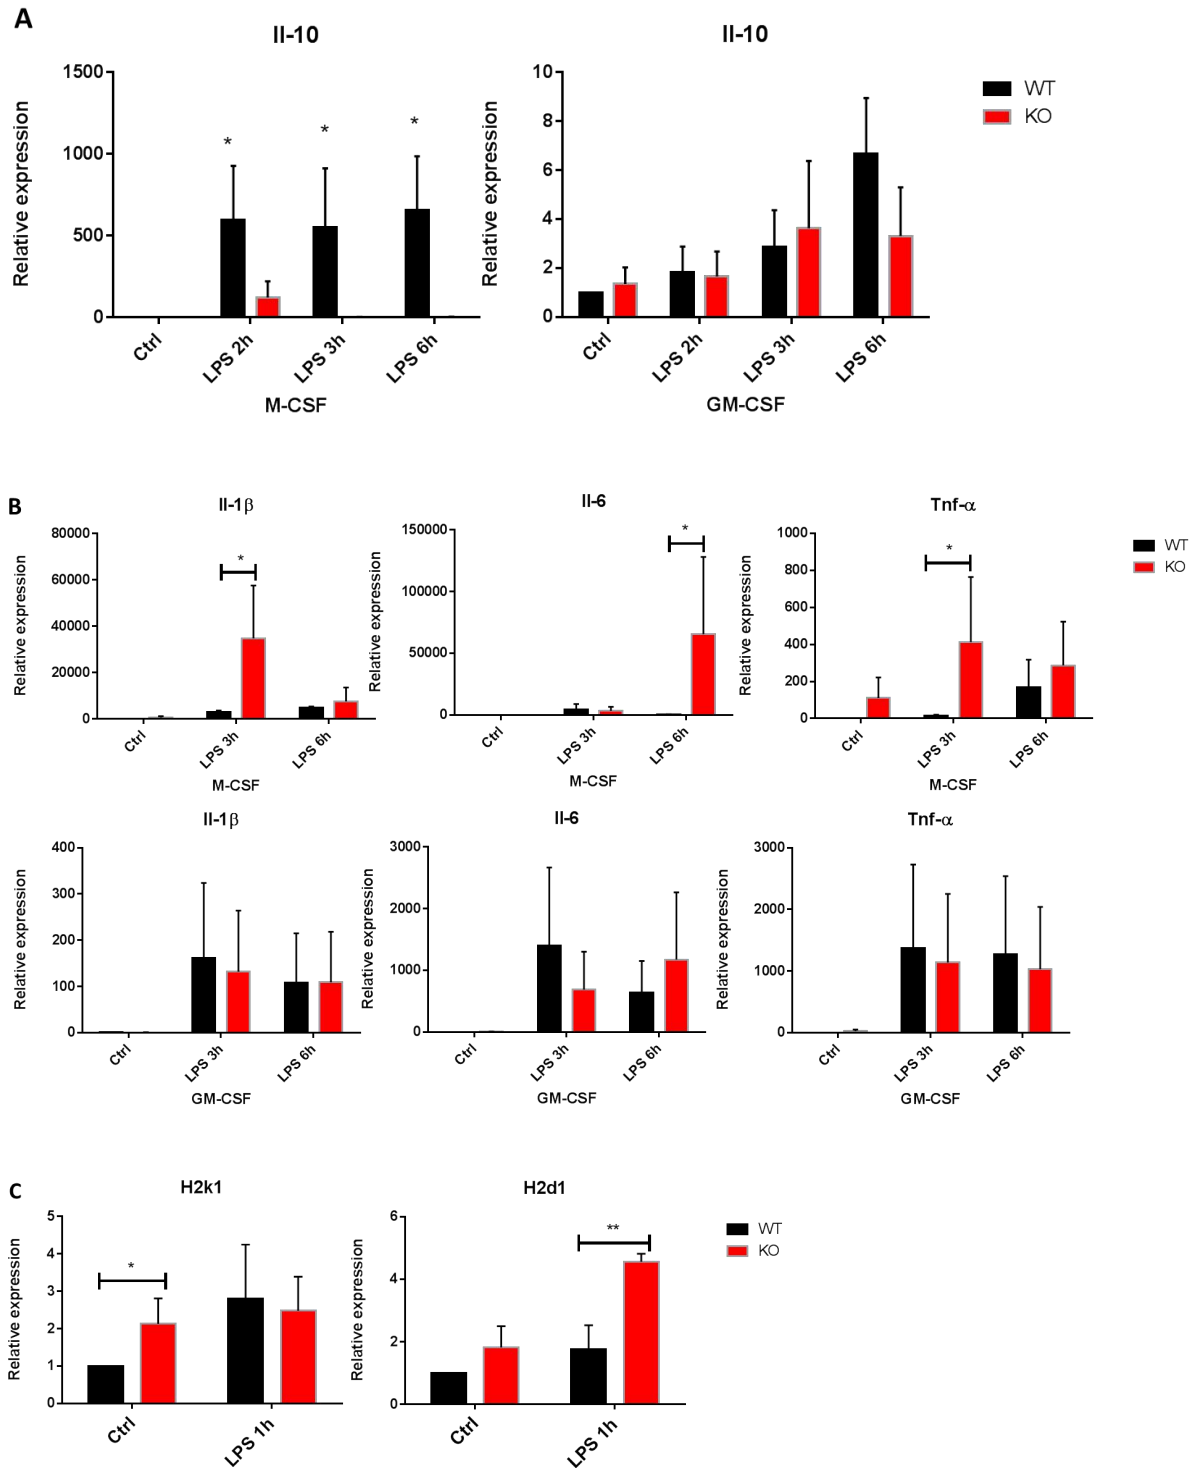 A
Il-10
Il-10
Relative expression
1500
1000
500
0
*
*
*
Ctrl
LPS 2h
LPS 3h
LPS 6h
M-CSF
Relative expression
10
8
6
4
2
0
Ctrl
LPS 2h
LPS 3h
LPS 6h
GM-CSF
WT
KO
B
Il-1β
Relative expression
80000
60000
40000
20000
0
*
Ctrl
LPS 3h
LPS 6h
M-CSF
Il-6
Relative expression
150000
100000
50000
0
*
Ctrl
LPS 3h
LPS 6h
M-CSF
Tnf-α
Relative expression
1000
800
600
400
200
0
*
Ctrl
LPS 3h
LPS 6h
M-CSF
WT
KO
Il-1β
Relative expression
400
300
200
100
0
Ctrl
LPS 3h
LPS 6h
GM-CSF
Il-6
Relative expression
3000
2000
1000
0
Ctrl
LPS 3h
LPS 6h
GM-CSF
Tnf-α
Relative expression
3000
2000
1000
0
Ctrl
LPS 3h
LPS 6h
GM-CSF
C
H2k1
Relative expression
5
4
3
2
1
0
*
Ctrl
LPS 1h
H2d1
Relative expression
6
4
2
0
**
Ctrl
LPS 1h
WT
KO